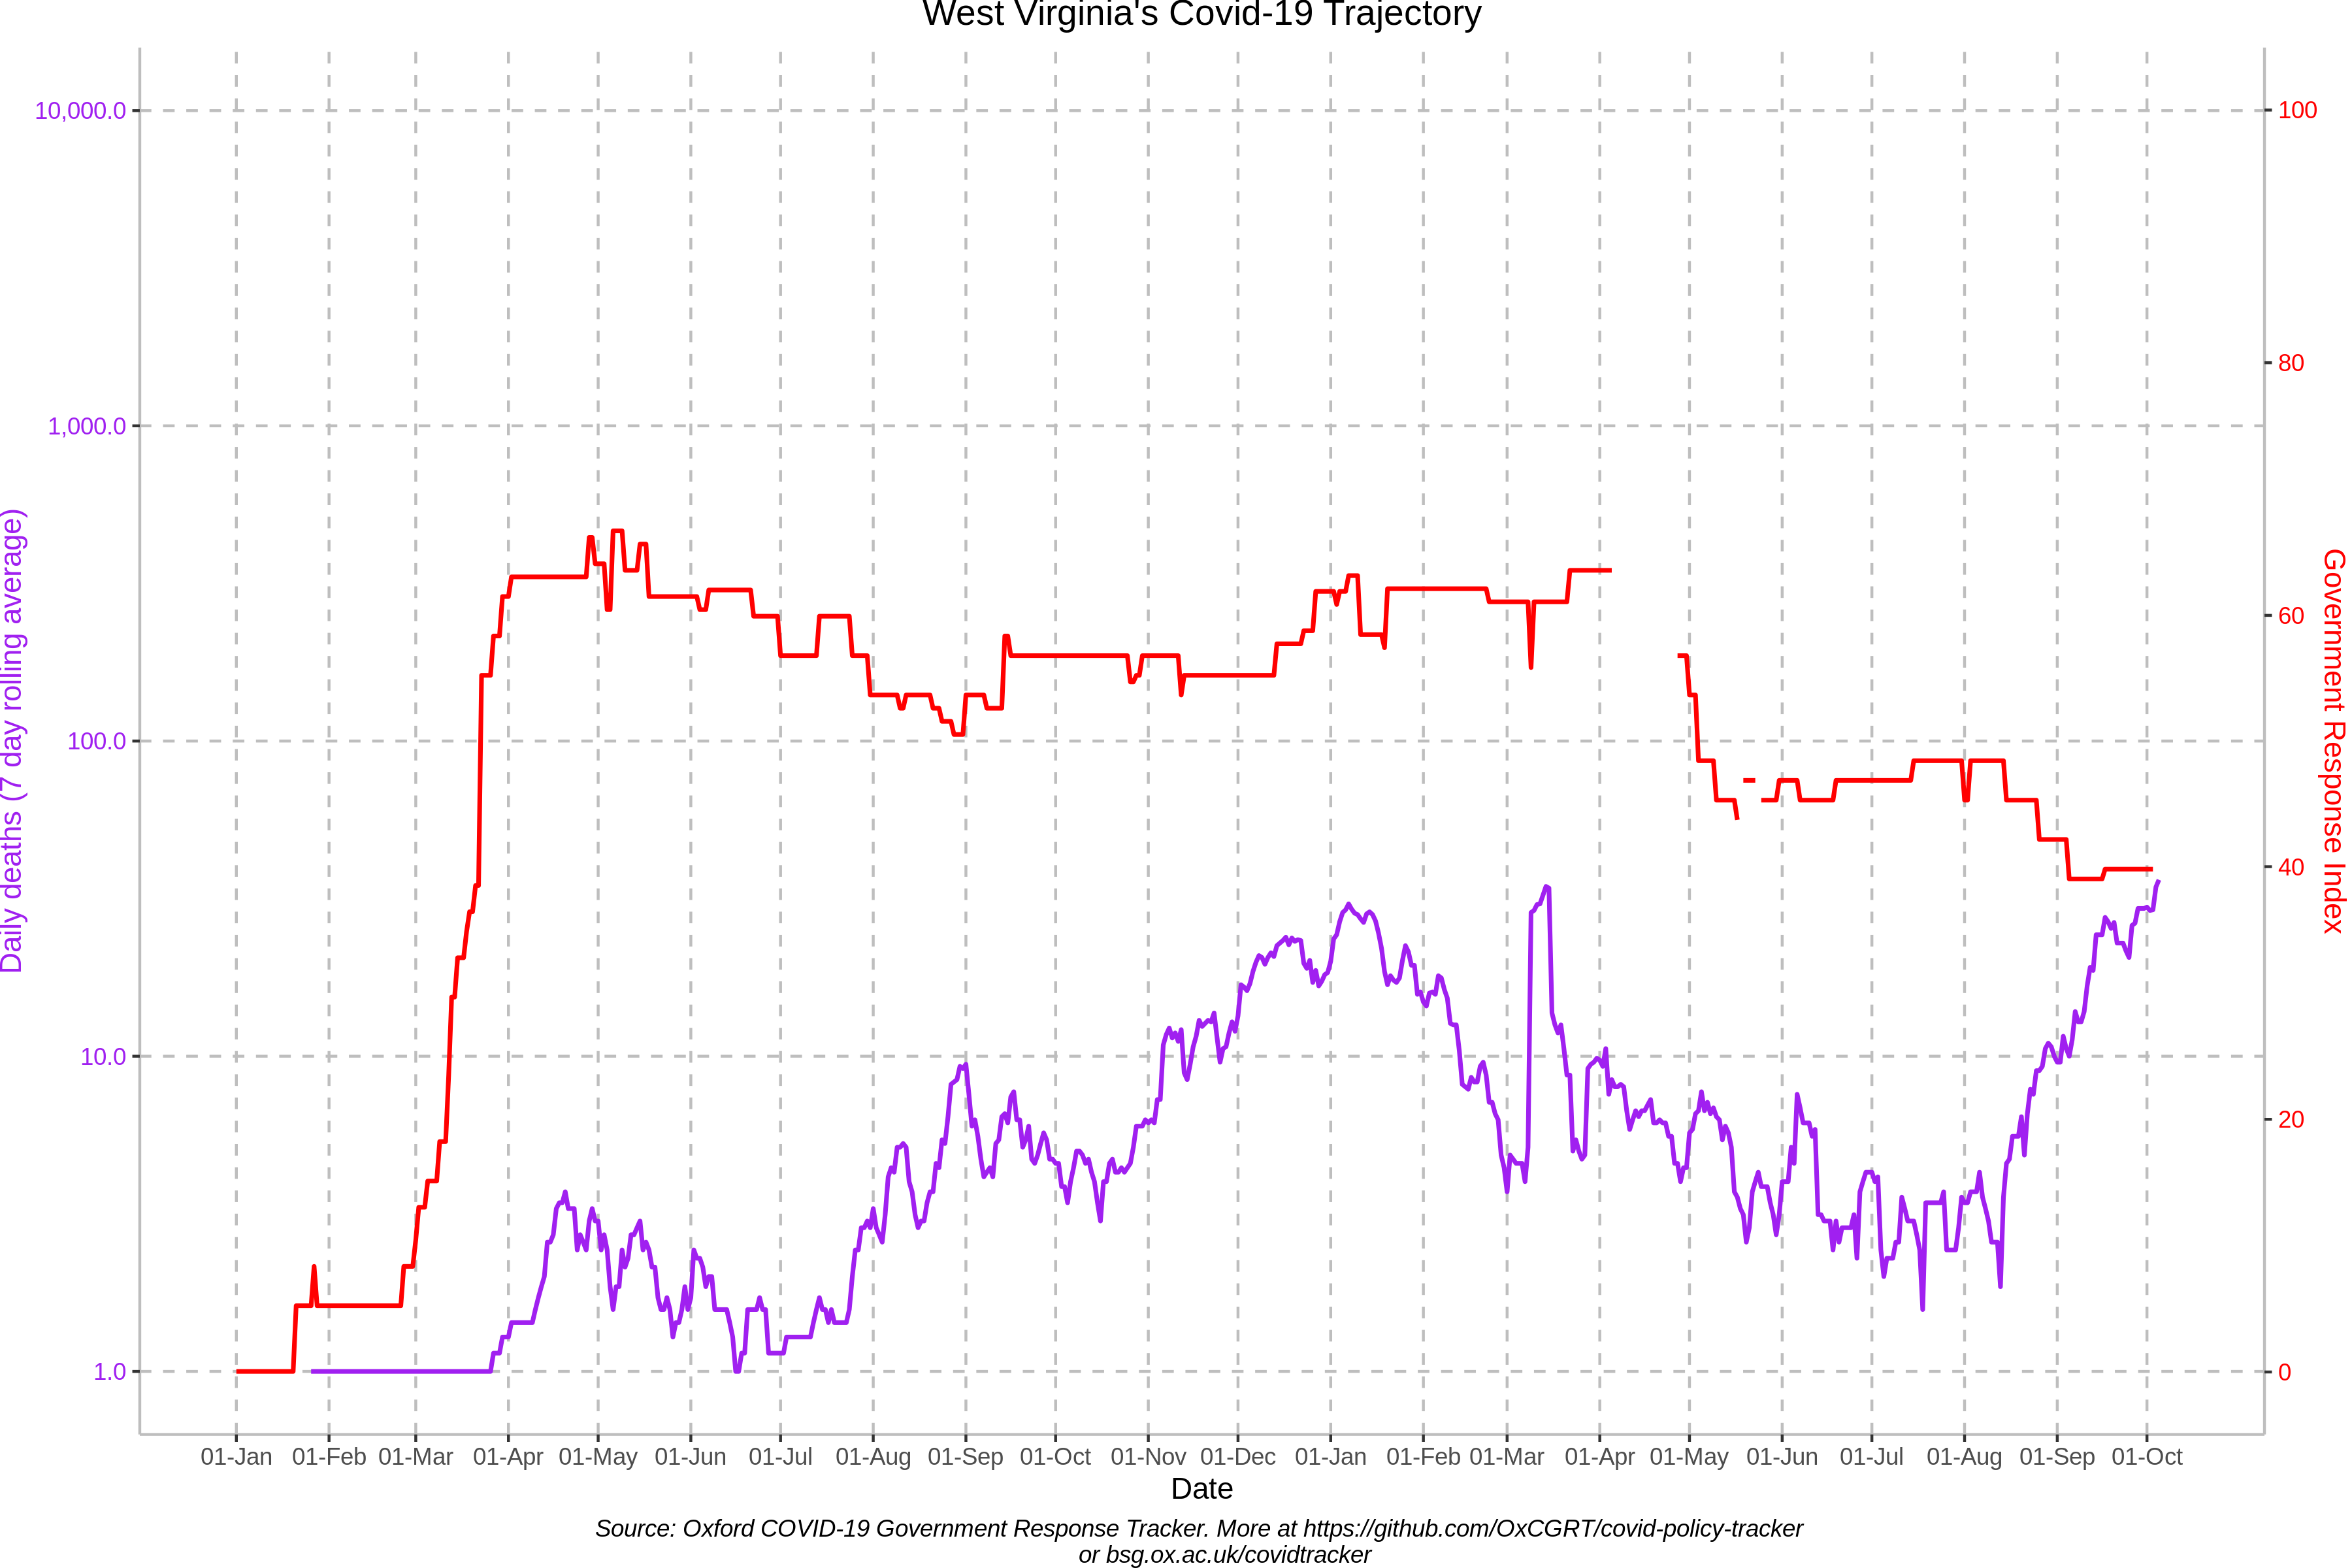 West Virginia's Covid-19 Trajectory
10,000.0
1,000.0
100.0
10.0
1.0
Daily deaths (7 day rolling average)
100
80
60
40
20
0
Government Response Index
01-Jan 01-Feb 01-Mar 01-Apr 01-May 01-Jun 01-Jul 01-Aug 01-Sep 01-Oct 01-Nov 01-Dec 01-Jan 01-Feb 01-Mar 01-Apr 01-May 01-Jun 01-Jul 01-Aug 01-Sep 01-Oct
Date
Source: Oxford COVID-19 Government Response Tracker. More at https://github.com/OxCGRT/covid-policy-tracker
or bsg.ox.ac.uk/covidtracker